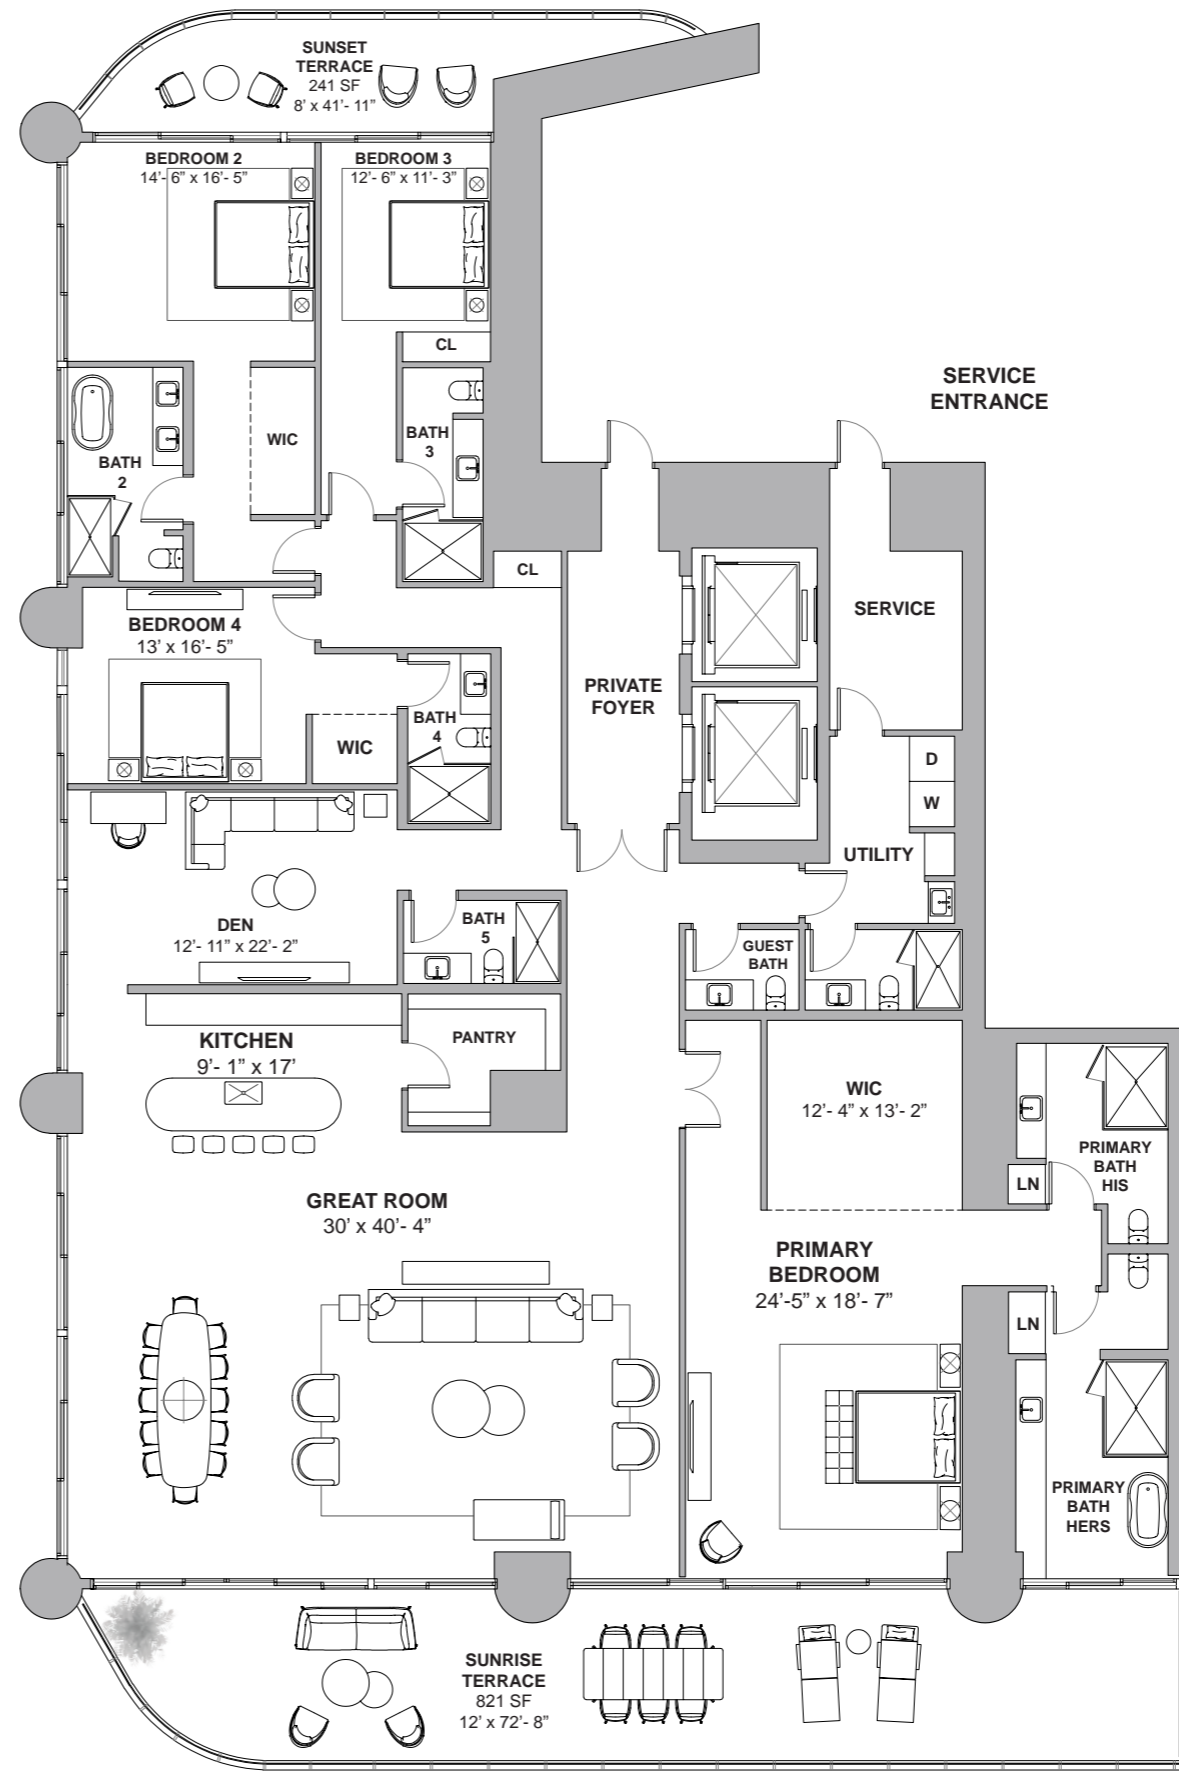 SUNSET
TERRACE
241 SF
8’ x 41’- 11”
BEDROOM 2
14’- 6” x 16’- 5”
BEDROOM 3
12’- 6” x 11’- 3”
CL
SERVICE
ENTRANCE
BATH
2
WIC
BATH
3
CL
SERVICE
BEDROOM 4
13’ x 16’- 5”
PRIVATE
FOYER
BATH
4
WIC
D
W
UTILITY
DEN
12’- 11” x 22’- 2”
BATH
5
GUEST
BATH
KITCHEN
9’- 1” x 17’
PANTRY
WIC
12’- 4” x 13’- 2”
PRIMARY
BATH
HIS
LN
GREAT ROOM
30’ x 40’- 4”
PRIMARY
BEDROOM
24’-5” x 18’- 7”
LN
PRIMARY
BATH
HERS
SUNRISE
TERRACE
821 SF
12’ x 72’- 8”